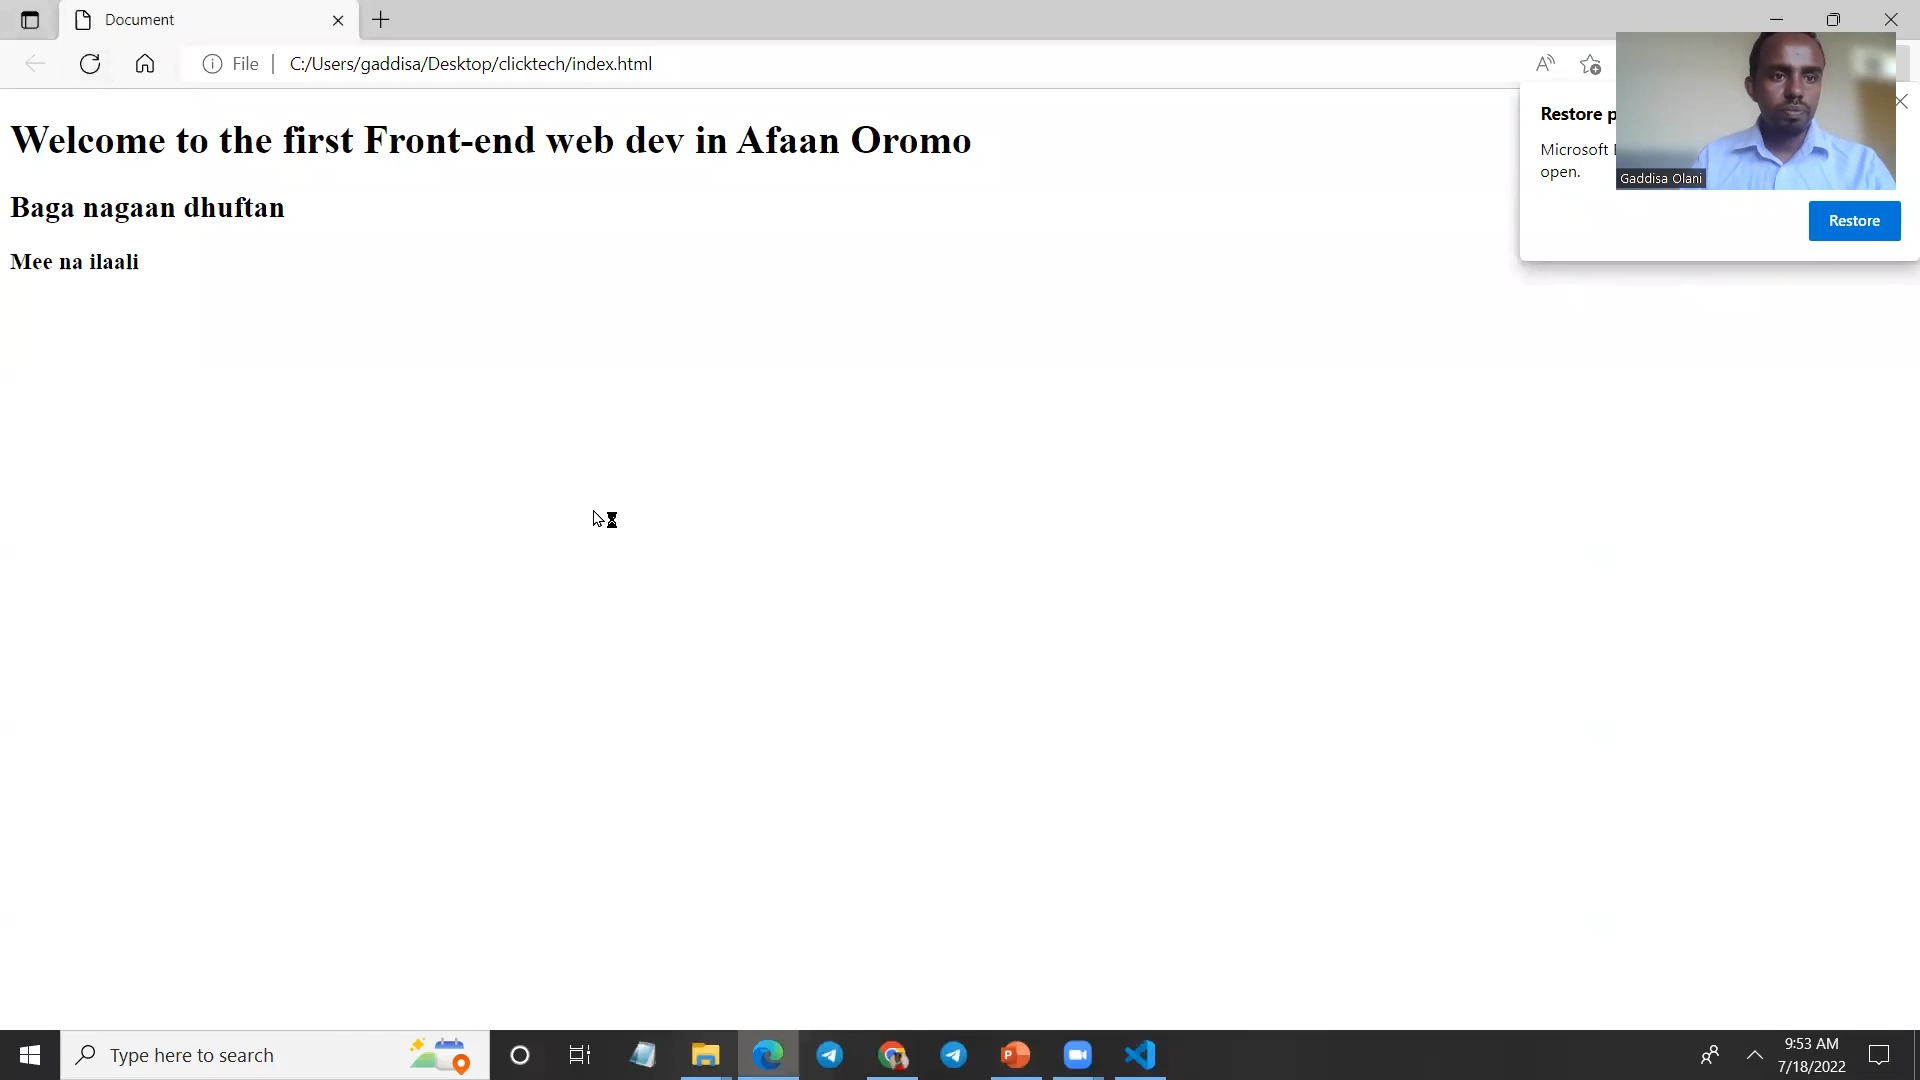 Document
File
C:/Users/gaddisa/Desktop/clicktech/index.html
Welcome to the first Front-end web dev in Afaan Oromo
Baga nagaan dhuftan
Mee na ilaali
Restore
Microsoft
open.
Gaddisa Olani
Restore
Type here to search
9:53 AM
7/18/2022